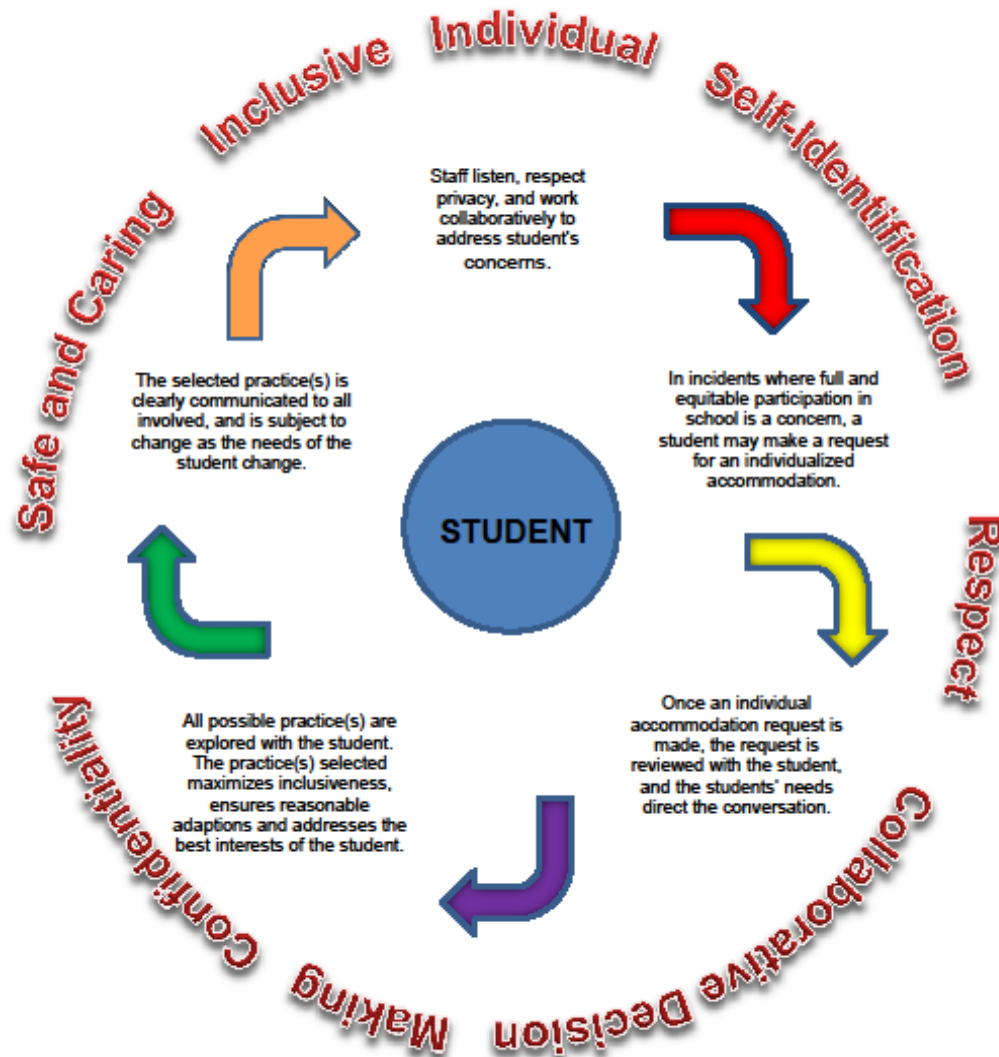 Safe and Caring
Inclusive
Individual
Self-Identification
Respect
Collaborative Decision Making
Confidentiality
Staff listen, respect
privacy, and work
collaboratively to
address student's
concerns.
In incidents where full and
equitable participation in
school is a concern, a
student may make a request
for an individualized
accommodation.
Once an individual
accommodation request is
made, the request is
reviewed with the student,
and the students' needs
direct the conversation.
All possible practice(s) are
explored with the student.
The practice(s) selected
maximizes inclusiveness,
ensures reasonable
adaptions and addresses the
best interests of the student.
The selected practice(s) is
clearly communicated to all
involved, and is subject to
change as the needs of the
student change.
STUDENT